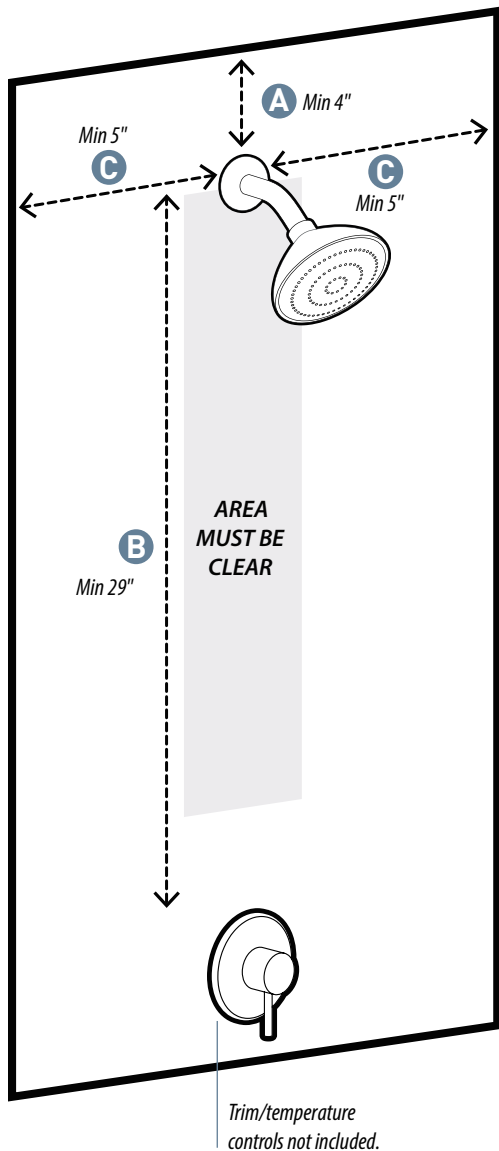 A Min 4"
Min 5"
C
C
Min 5"
AREA
MUST BE
CLEAR
B
Min 29"
Trim/temperature
controls not included.